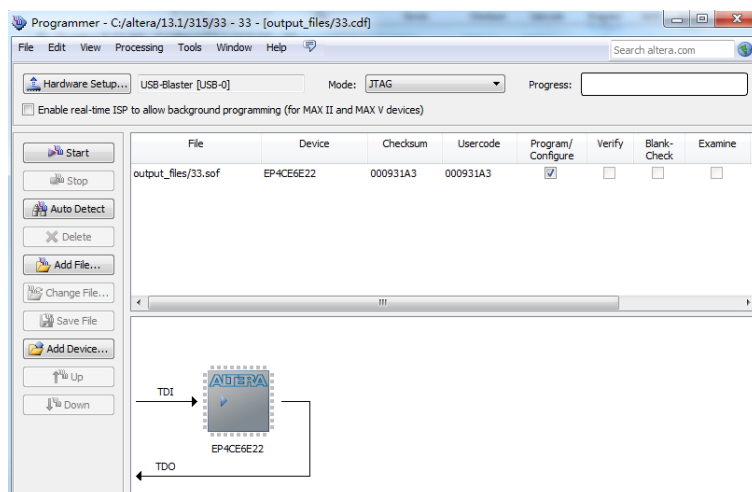 Programmer - C:/altera/13.1/315/33 - 33 - [output_files/33.cdf]
File Edit View Processing Tools Window Help
Search altera.com
Hardware Setup... USB-Blaster [USB-0] Mode: JTAG Progress:
Enable real-time ISP to allow background programming (for MAX II and MAX V devices)
Start
Stop
Auto Detect
Delete
Add File...
Change File...
Save File
Add Device...
Up
Down
File Device Checksum Usercode Program/ Verify Blank- Examine
Configure Check
output_files/33.sof EP4CE6E22 000931A3 000931A3
ALTERA
TDI
EP4CE6E22
TDO